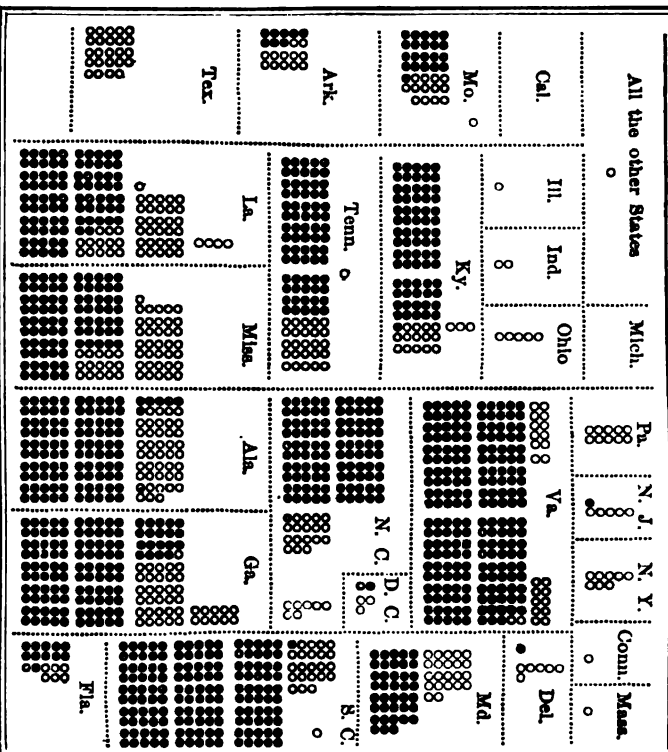 All the other States
Mich.
Pa.
N. J.
N. Y.
Conn.
Mass.
Cal.
Ill.
Ind.
Ohio
Va.
Del.
Mo.
Ky.
D. C.
Md.
Ark.
Tenn.
N. C.
S. C.
Tex.
La.
Miss.
Ala.
Ga.
Fla.